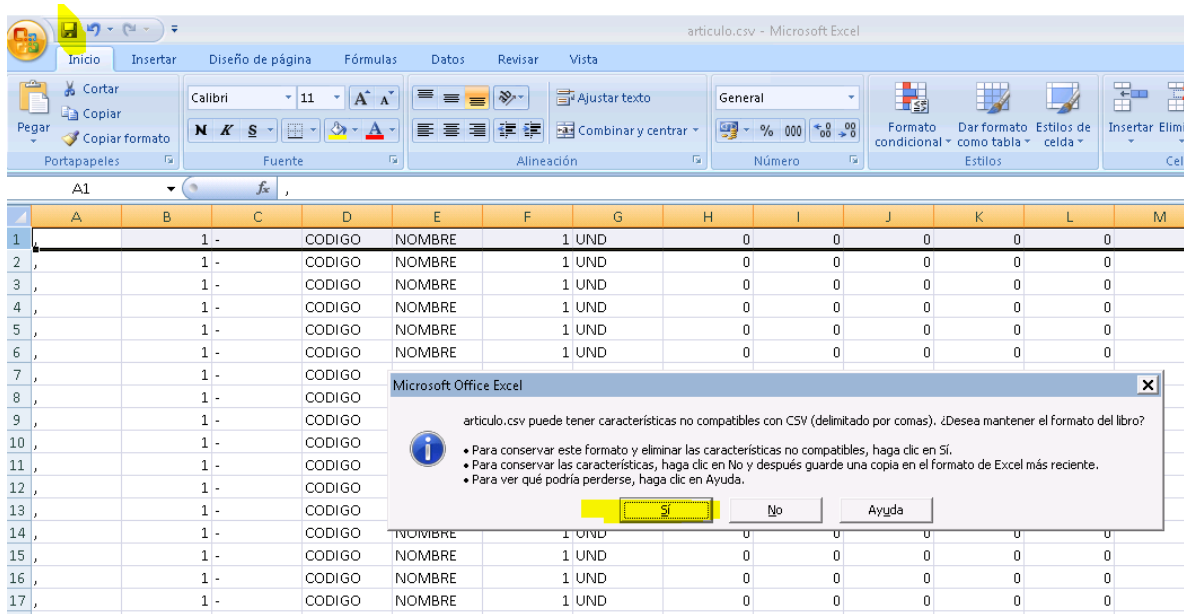 articulo.csv - Microsoft Excel
Inicio Insertar Diseño de página Fórmulas Datos Revisar Vista
Pegar
Cortar
Copiar
Copiar formato
Portapapeles
Calibri 11 A A
N K S A
Fuente
Ajustar texto
Combinar y centrar
Alineación
General
% 000
Número
Formato condicional
Dar formato como tabla
Estilos de celda
Estilos
Insertar Elimi
Cel
A1 fx ,
A B C D E F G H I J K L M
1 , 1 - CODIGO NOMBRE 1 UND 0 0 0 0 0
2 , 1 - CODIGO NOMBRE 1 UND 0 0 0 0 0
3 , 1 - CODIGO NOMBRE 1 UND 0 0 0 0 0
4 , 1 - CODIGO NOMBRE 1 UND 0 0 0 0 0
5 , 1 - CODIGO NOMBRE 1 UND 0 0 0 0 0
6 , 1 - CODIGO NOMBRE 1 UND 0 0 0 0 0
7 , 1 - CODIGO
8 , 1 - CODIGO
9 , 1 - CODIGO
10 , 1 - CODIGO
11 , 1 - CODIGO
12 , 1 - CODIGO
13 , 1 - CODIGO
14 , 1 - CODIGO NOMBRE 1 UND 0 0 0 0 0
15 , 1 - CODIGO NOMBRE 1 UND 0 0 0 0 0
16 , 1 - CODIGO NOMBRE 1 UND 0 0 0 0 0
17 , 1 - CODIGO NOMBRE 1 UND 0 0 0 0 0
Microsoft Office Excel
articulo.csv puede tener características no compatibles con CSV (delimitado por comas). ¿Desea mantener el formato del libro?
• Para conservar este formato y eliminar las características no compatibles, haga clic en Sí.
• Para conservar las características, haga clic en No y después guarde una copia en el formato de Excel más reciente.
• Para ver qué podría perderse, haga clic en Ayuda.
Sí No Ayuda